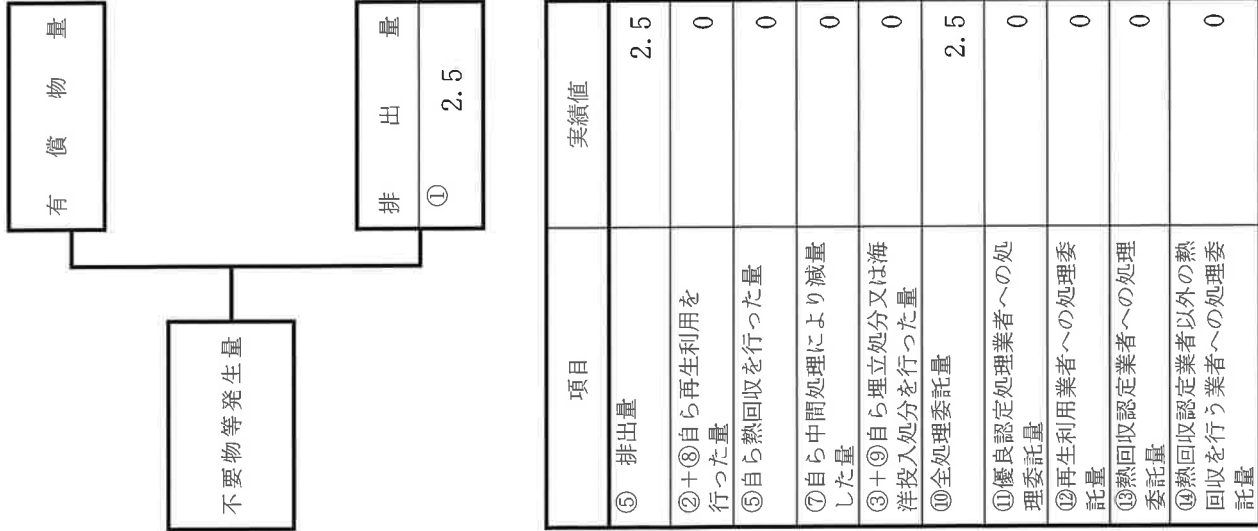 有償物量
不要物等発生量
排出量
① 2.5
項目 実績値
⑤ 排出量 2.5
②+⑧自ら再生利用を
行った量 0
⑤自ら熱回収を行った量 0
⑦自ら中間処理により減量
した量 0
③+⑨自ら埋立処分又は海
洋投入処分を行った量 0
⑩全処理委託量 2.5
⑪優良認定処理業者への処
理委託量 0
⑫再生利用業者への処理委
託量 0
⑬熱回収認定業者への処理
委託量 0
⑭熱回収認定業者以外の熱
回収を行う業者への処理委
託量 0